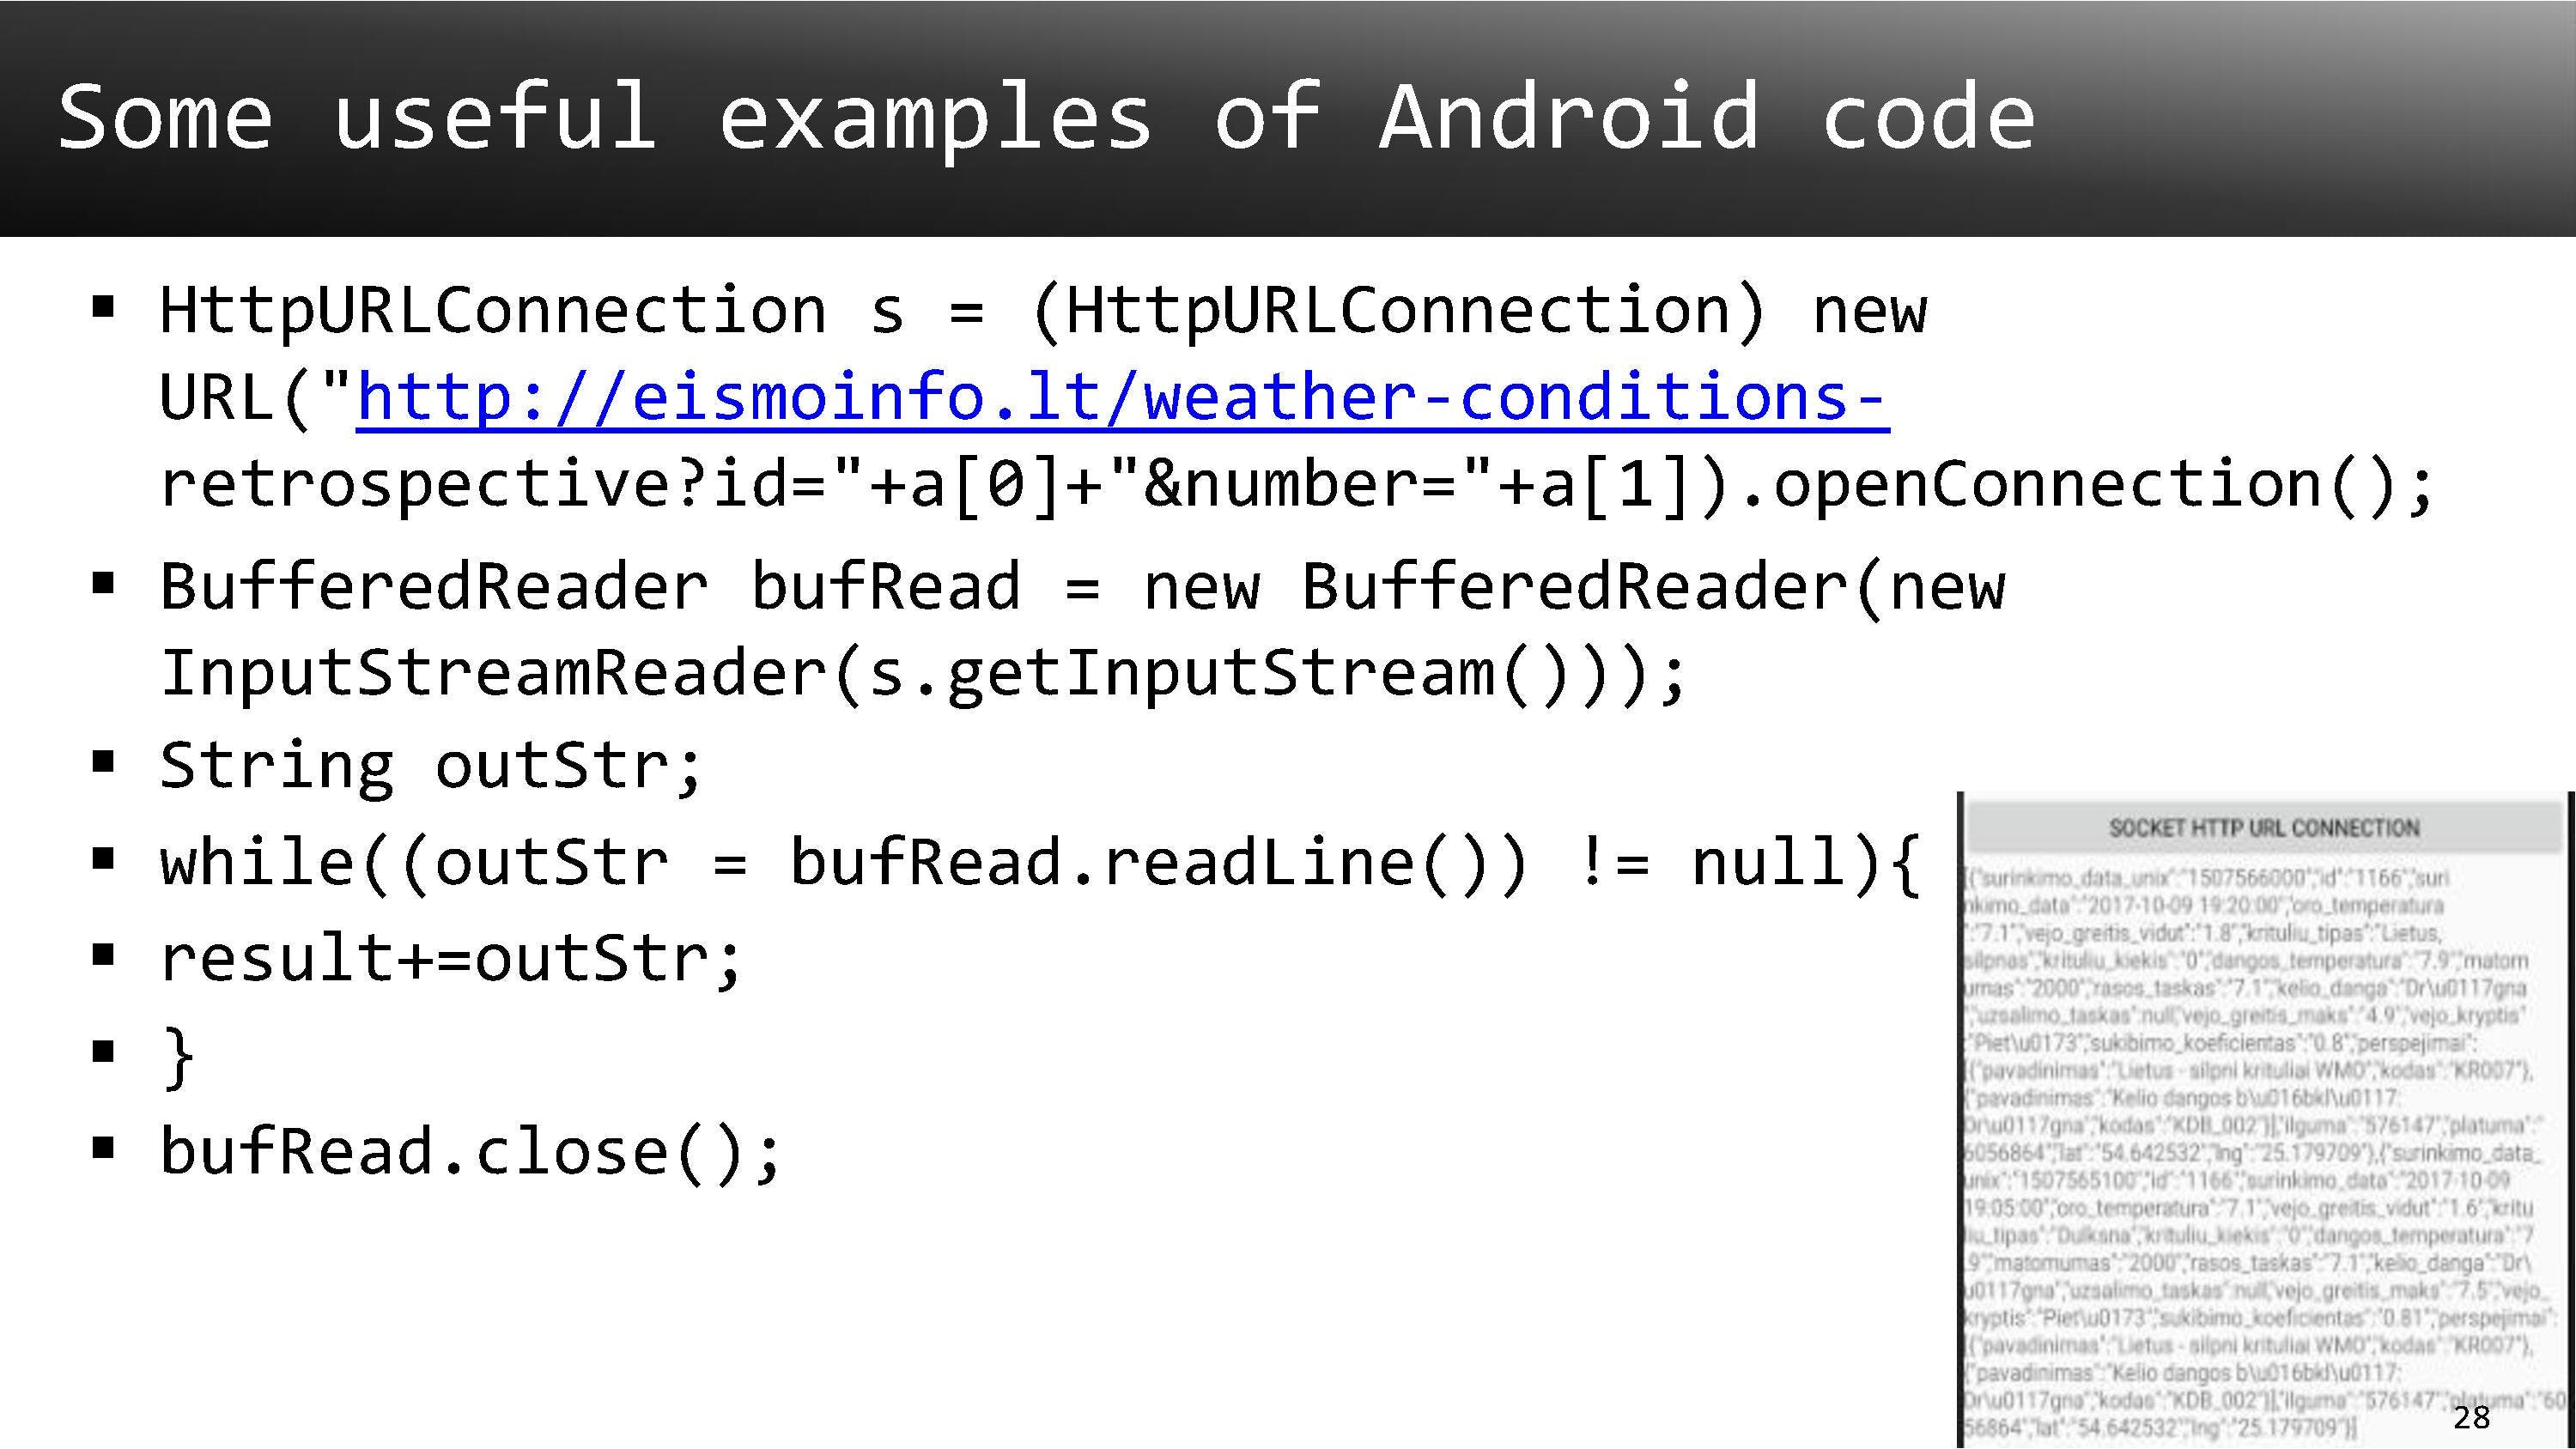 Some useful examples of Android code
▪ HttpURLConnection s = (HttpURLConnection) new
URL("http://eismoinfo.lt/weather-conditions-
retrospective?id="+a[0]+"&number="+a[1]).openConnection();
▪ BufferedReader bufRead = new BufferedReader(new
InputStreamReader(s.getInputStream()));
▪ String outStr;
▪ while((outStr = bufRead.readLine()) != null){
▪ result+=outStr;
▪ }
▪ bufRead.close();
SOCKET HTTP URL CONNECTION
[{"surinkimo_data_unix":"1507566000","id":"1166","suri
nkimo_data":"2017-10-09 19:20:00","oro_temperatura
":"7.1","vejo_greitis_vidut":"1.8","krituliu_tipas":"Lietus,
silpnas","krituliu_kiekis":"0","dangos_temperatura":"7.9","matom
umas":"2000","rasos_taskas":"7.1","kelio_danga":"Dr\u0117gna
","uzsalimo_taskas":null,"vejo_greitis_maks":"4.9","vejo_kryptis"
:"Piet\u0173","sukibimo_koeficientas":"0.8","perspejimai":
[{"pavadinimas":"Lietus - silpni krituliai WMO","kodas":"KR007"},
{"pavadinimas":"Kelio dangos b\u016bkl\u0117:
Dr\u0117gna","kodas":"KDB_002"}],"ilguma":"576147","platuma":"
6056864","lat":"54.642532","lng":"25.179709"},{"surinkimo_data_
unix":"1507565100","id":"1166","surinkimo_data":"2017-10-09
19:05:00","oro_temperatura":"7.1","vejo_greitis_vidut":"1.6","kritu
liu_tipas":"Dulksna","krituliu_kiekis":"0","dangos_temperatura":"7
.9","matomumas":"2000","rasos_taskas":"7.1","kelio_danga":"Dr\
u0117gna","uzsalimo_taskas":null,"vejo_greitis_maks":"7.5","vejo_
kryptis":"Piet\u0173","sukibimo_koeficientas":"0.81","perspejimai":
[{"pavadinimas":"Lietus - silpni krituliai WMO","kodas":"KR007"},
{"pavadinimas":"Kelio dangos b\u016bkl\u0117:
Dr\u0117gna","kodas":"KDB_002"}],"ilguma":"576147","platuma":"60
56864","lat":"54.642532","lng":"25.179709"}]
28